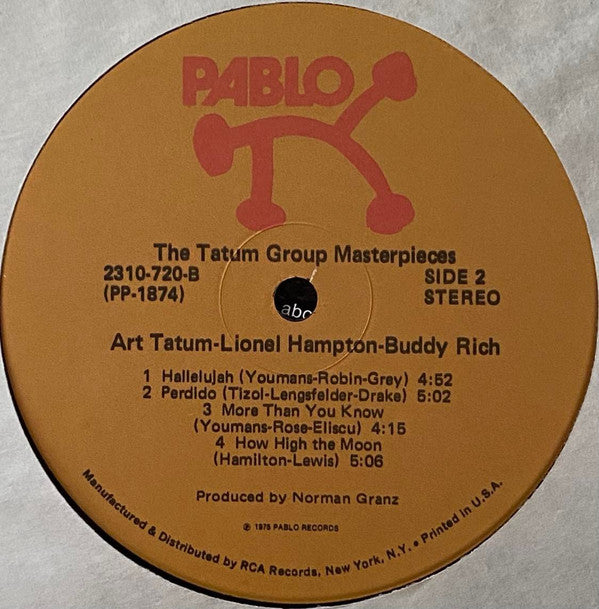 PABLO
The Tatum Group Masterpieces
2310-720-B SIDE 2
(PP-1874) STEREO
abc
Art Tatum-Lionel Hampton-Buddy Rich
1 Hallelujah (Youmans-Robin-Grey) 4:52
2 Perdido (Tizol-Lengsfelder-Drake) 5:02
3 More Than You Know
(Youmans-Rose-Eliscu) 4:15
4 How High the Moon
(Hamilton-Lewis) 5:06
Produced by Norman Granz
℗ 1975 PABLO RECORDS
Manufactured & Distributed by RCA Records, New York, N.Y. • Printed in U.S.A.